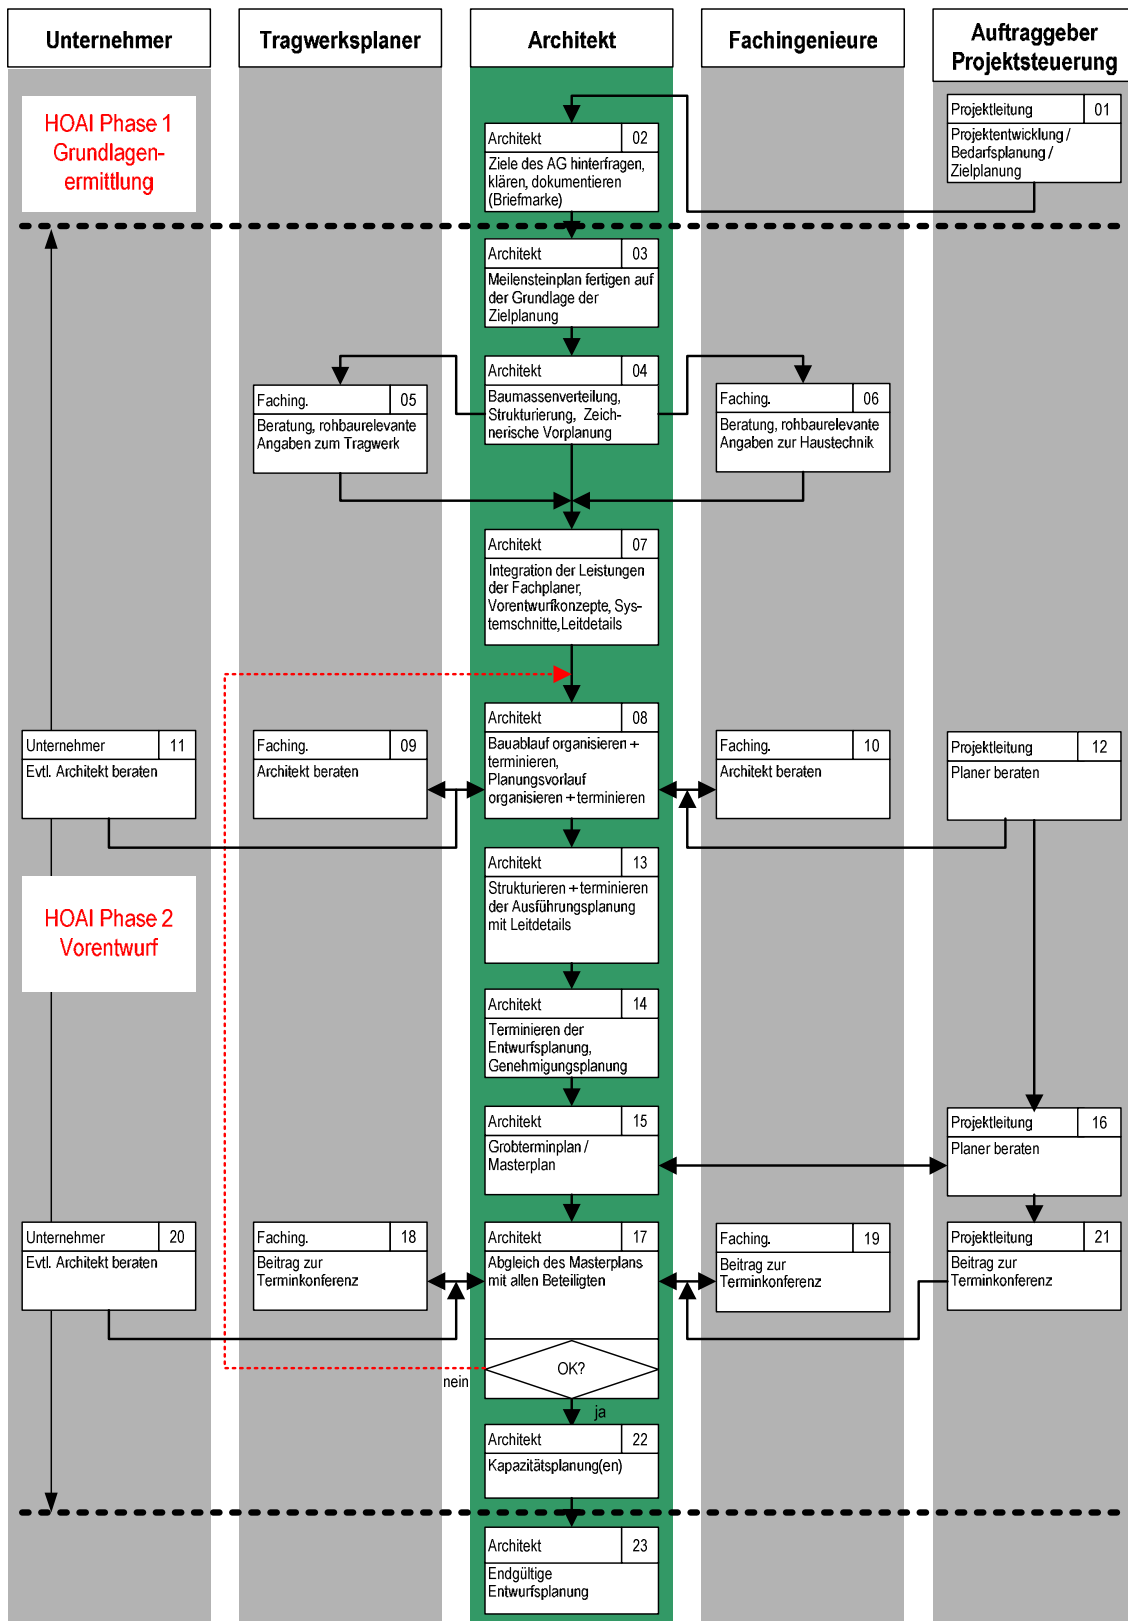 Unternehmer
Tragwerksplaner
Architekt
Fachingenieure
Auftraggeber
Projektsteuerung
HOAI Phase 1
Grundlagen-
ermittlung
Projektleitung 01
Projektentwicklung /
Bedarfsplanung /
Zielplanung
Architekt 02
Ziele des AG hinterfragen,
klären, dokumentieren
(Briefmarke)
Architekt 03
Meilensteinplan fertigen auf
der Grundlage der
Zielplanung
Architekt 04
Baumassenverteilung,
Strukturierung, Zeich-
nerische Vorplanung
Faching. 05
Beratung, rohbaurelevante
Angaben zum Tragwerk
Faching. 06
Beratung, rohbaurelevante
Angaben zur Haustechnik
Architekt 07
Integration der Leistungen
der Fachplaner,
Vorentwurfkonzepte, Sys-
temschnitte, Leitdetails
Architekt 08
Bauablauf organisieren +
terminieren,
Planungsvorlauf
organisieren + terminieren
Faching. 09
Architekt beraten
Faching. 10
Architekt beraten
Unternehmer 11
Evtl. Architekt beraten
Projektleitung 12
Planer beraten
Architekt 13
Strukturieren + terminieren
der Ausführungsplanung
mit Leitdetails
HOAI Phase 2
Vorentwurf
Architekt 14
Terminieren der
Entwurfsplanung,
Genehmigungsplanung
Architekt 15
Grobterminplan /
Masterplan
Projektleitung 16
Planer beraten
Architekt 17
Abgleich des Masterplans
mit allen Beteiligten
Faching. 18
Beitrag zur
Terminkonferenz
Faching. 19
Beitrag zur
Terminkonferenz
Unternehmer 20
Evtl. Architekt beraten
Projektleitung 21
Beitrag zur
Terminkonferenz
OK?
nein
ja
Architekt 22
Kapazitätsplanung(en)
Architekt 23
Endgültige
Entwurfsplanung